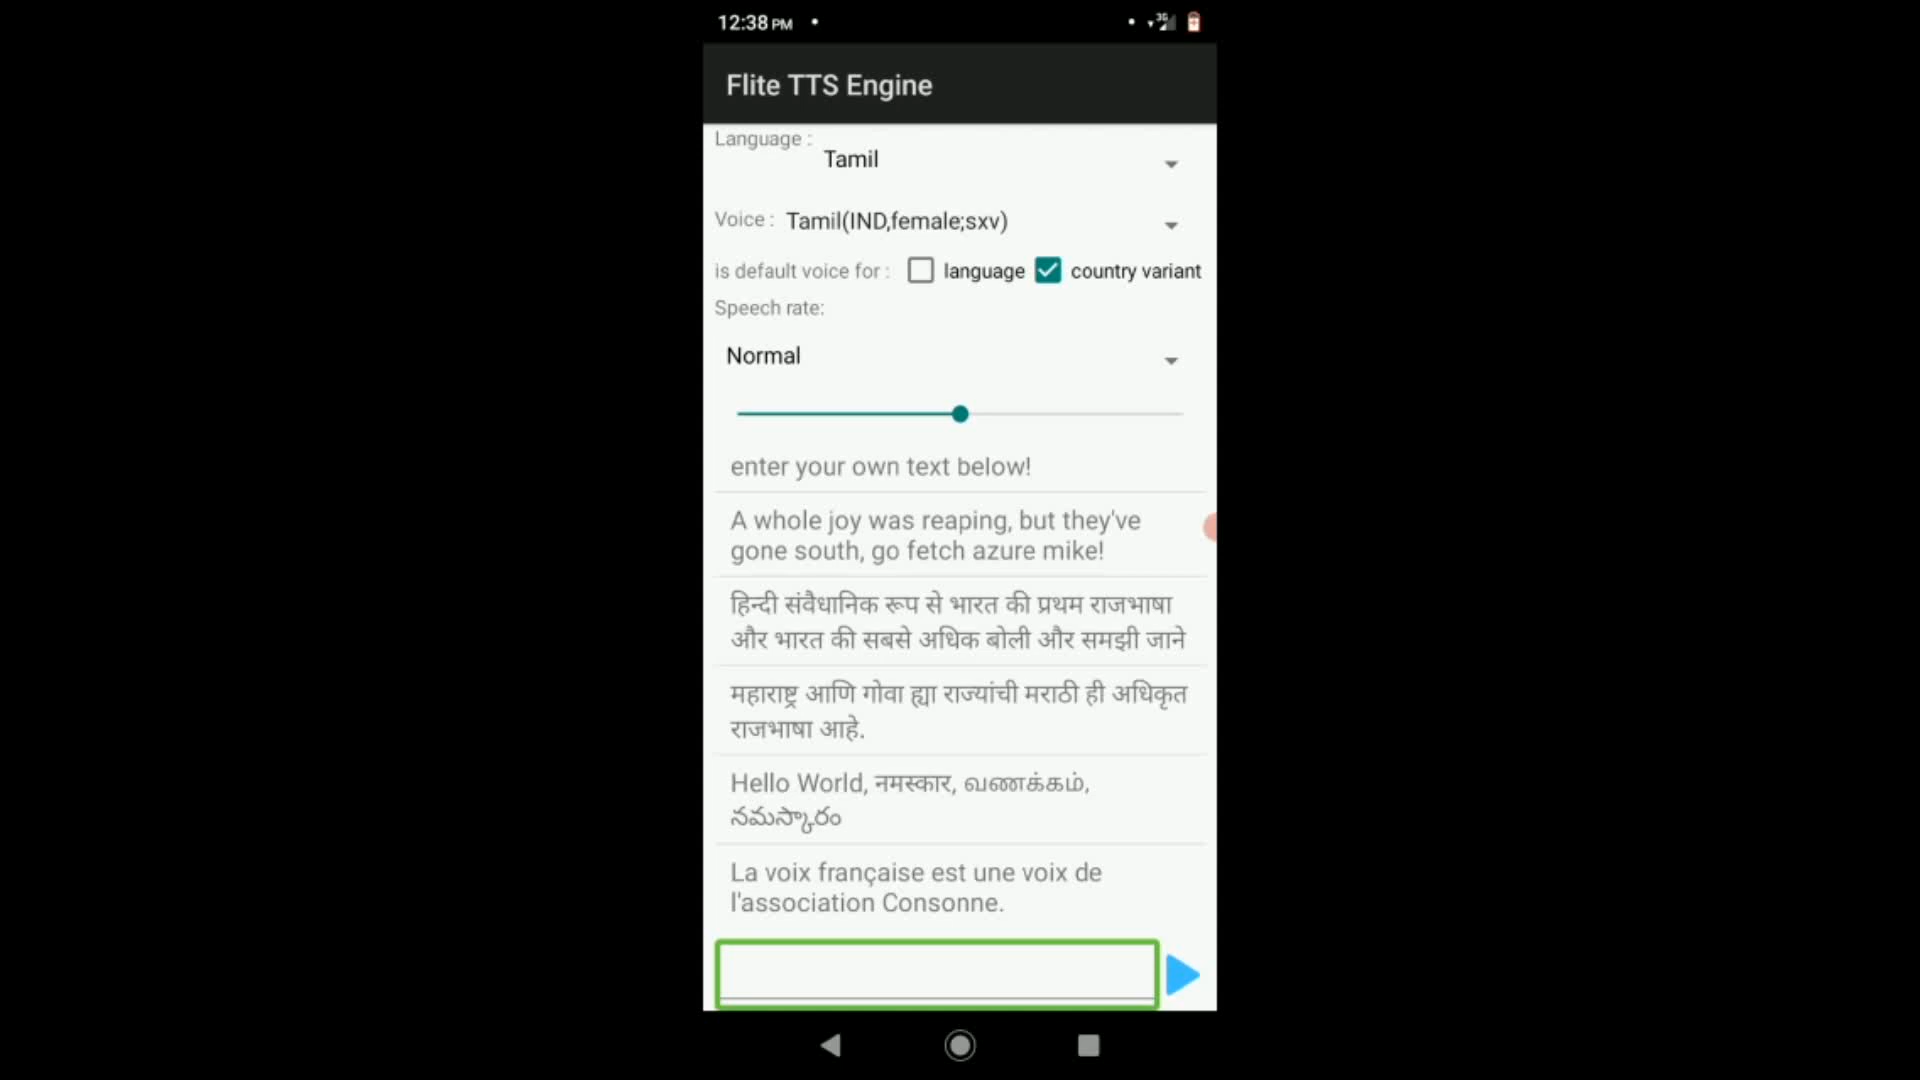 12:38 PM
3G
Flite TTS Engine
Language :
Tamil
Voice : Tamil(IND,female;sxv)
is default voice for : language country variant
Speech rate:
Normal
enter your own text below!
A whole joy was reaping, but they've
gone south, go fetch azure mike!
हिन्दी संवैधानिक रूप से भारत की प्रथम राजभाषा
और भारत की सबसे अधिक बोली और समझी जाने
महाराष्ट्र आणि गोवा ह्या राज्यांची मराठी ही अधिकृत
राजभाषा आहे.
Hello World, नमस्कार, வணக்கம்,
నమస్కారం
La voix française est une voix de
l'association Consonne.